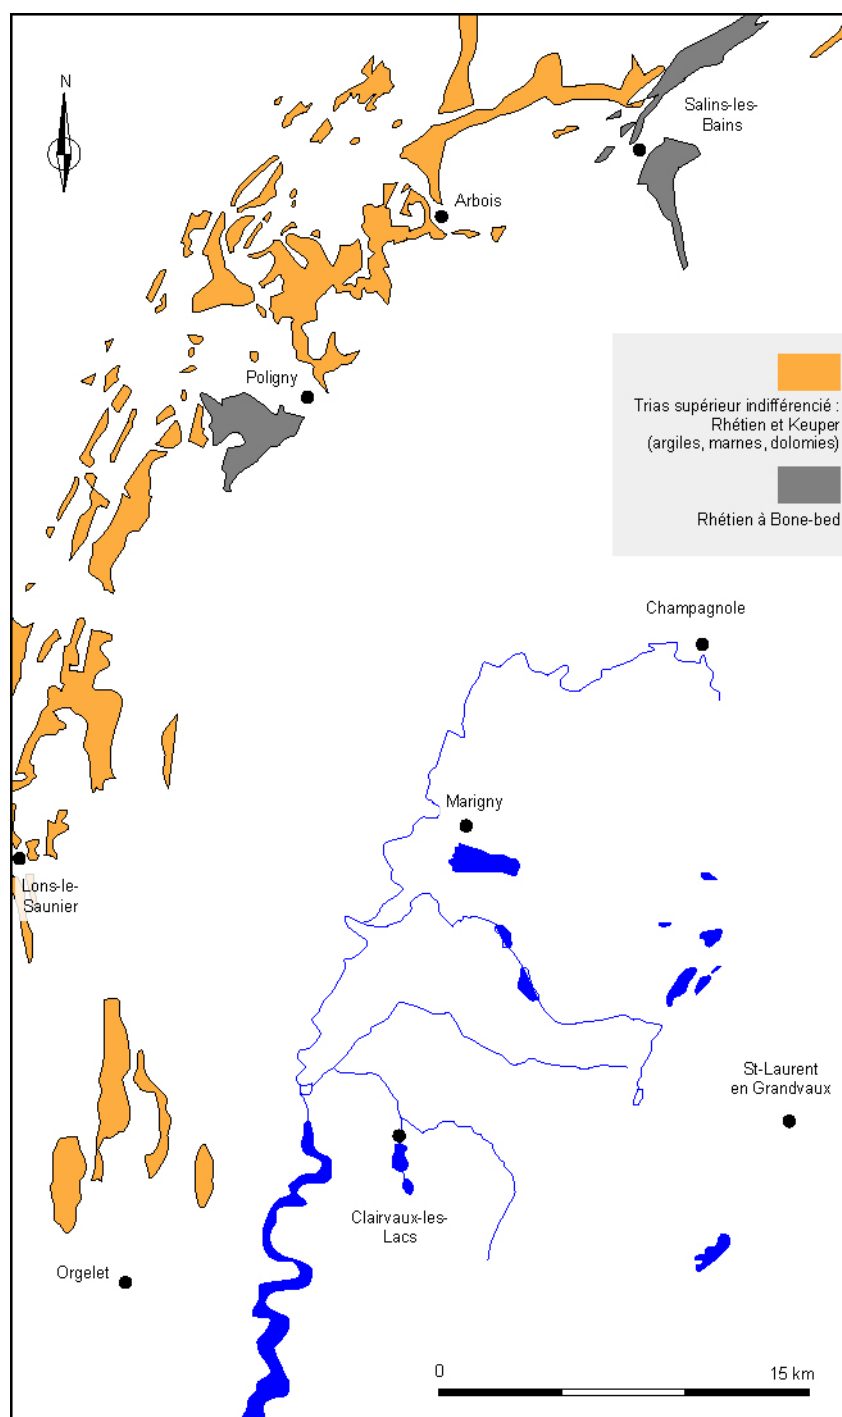 N
Salins-les-
Bains
Arbois
Poligny
Trias supérieur indifférencié :
Rhétien et Keuper
(argiles, marnes, dolomies)
Rhétien à Bone-bed
Champagnole
Marigny
Lons-le-
Saunier
St-Laurent
en Grandvaux
Clairvaux-les-
Lacs
Orgelet
0
15 km